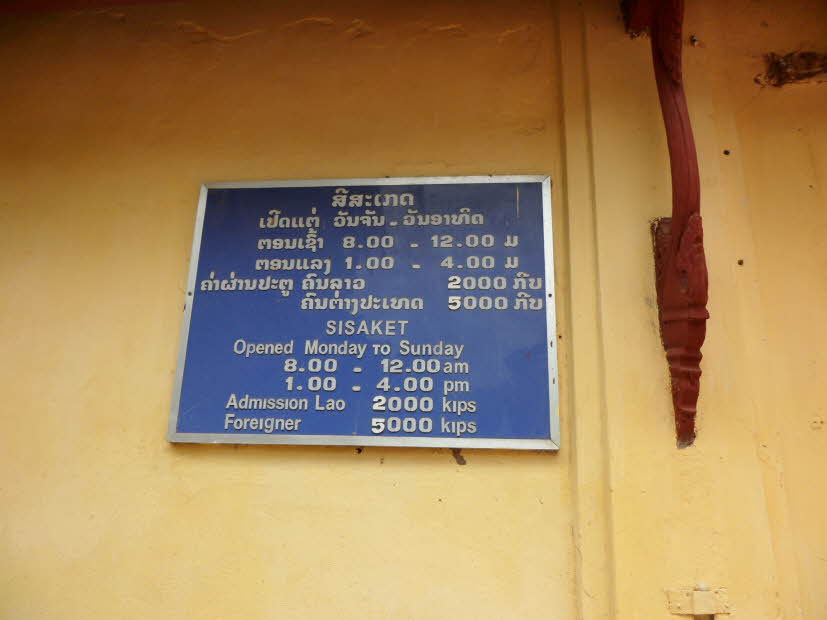 ສີສະເກດ
ເປີດແຕ່ ວັນຈັນ - ວັນອາທິດ
ຕອນເຊົ້າ 8.00 - 12.00 ມ
ຕອນແລງ 1.00 - 4.00 ມ
ຄ່າຜ່ານປະຕູ ຄົນລາວ 2000 ກີບ
ຄົນຕ່າງປະເທດ 5000 ກີບ
SISAKET
Opened Monday TO Sunday
8.00 - 12.00 am
1.00 - 4.00 pm
Admission Lao 2000 kips
Foreigner 5000 kips